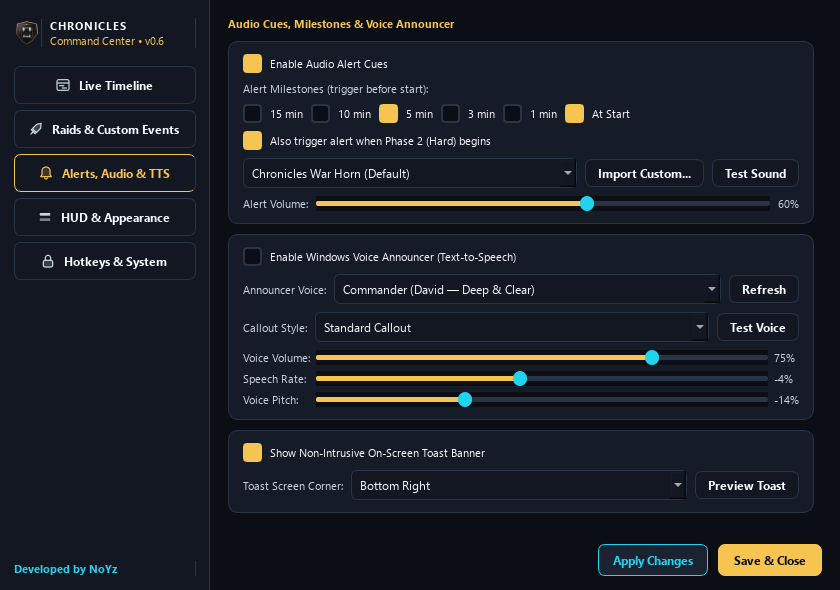 CHRONICLES
Command Center • v0.6
Live Timeline
Raids & Custom Events
Alerts, Audio & TTS
HUD & Appearance
Hotkeys & System
Developed by NoYz
Audio Cues, Milestones & Voice Announcer
Enable Audio Alert Cues
Alert Milestones (trigger before start):
15 min 10 min 5 min 3 min 1 min At Start
Also trigger alert when Phase 2 (Hard) begins
Chronicles War Horn (Default) Import Custom... Test Sound
Alert Volume: 60%
Enable Windows Voice Announcer (Text-to-Speech)
Announcer Voice: Commander (David — Deep & Clear) Refresh
Callout Style: Standard Callout Test Voice
Voice Volume: 75%
Speech Rate: -4%
Voice Pitch: -14%
Show Non-Intrusive On-Screen Toast Banner
Toast Screen Corner: Bottom Right Preview Toast
Apply Changes Save & Close